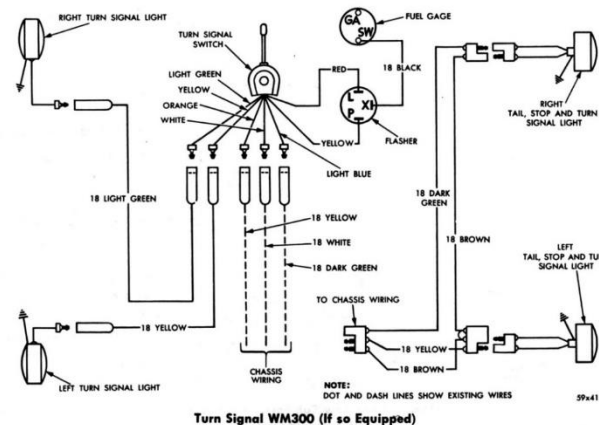 RIGHT TURN SIGNAL LIGHT
TURN SIGNAL
SWITCH
GA
SW
FUEL GAGE
LIGHT GREEN
YELLOW
ORANGE
WHITE
RED
18 BLACK
L
X
P
FLASHER
YELLOW
LIGHT BLUE
RIGHT
TAIL, STOP AND TURN
SIGNAL LIGHT
18 LIGHT GREEN
18 DARK
GREEN
18 YELLOW
18 WHITE
18 DARK GREEN
18 BROWN
LEFT
TAIL, STOP AND TU
SIGNAL LIGHT
TO CHASSIS WIRING
18 YELLOW
18 YELLOW
18 BROWN
CHASSIS
WIRING
LEFT TURN SIGNAL LIGHT
NOTE:
DOT AND DASH LINES SHOW EXISTING WIRES
59x41
Turn Signal WM300 (If so Equipped)